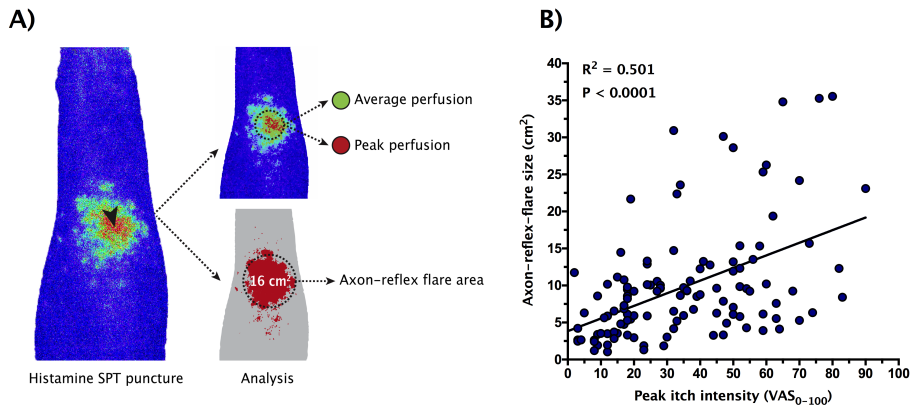 A)
Average perfusion
Peak perfusion
16 cm²
Axon-reflex flare area
Histamine SPT puncture
Analysis
B)
R² = 0.501
P < 0.0001
Axon-reflex-flare size (cm²)
40
35
30
25
20
15
10
5
0
0 10 20 30 40 50 60 70 80 90 100
Peak itch intensity (VAS₀₋₁₀₀)